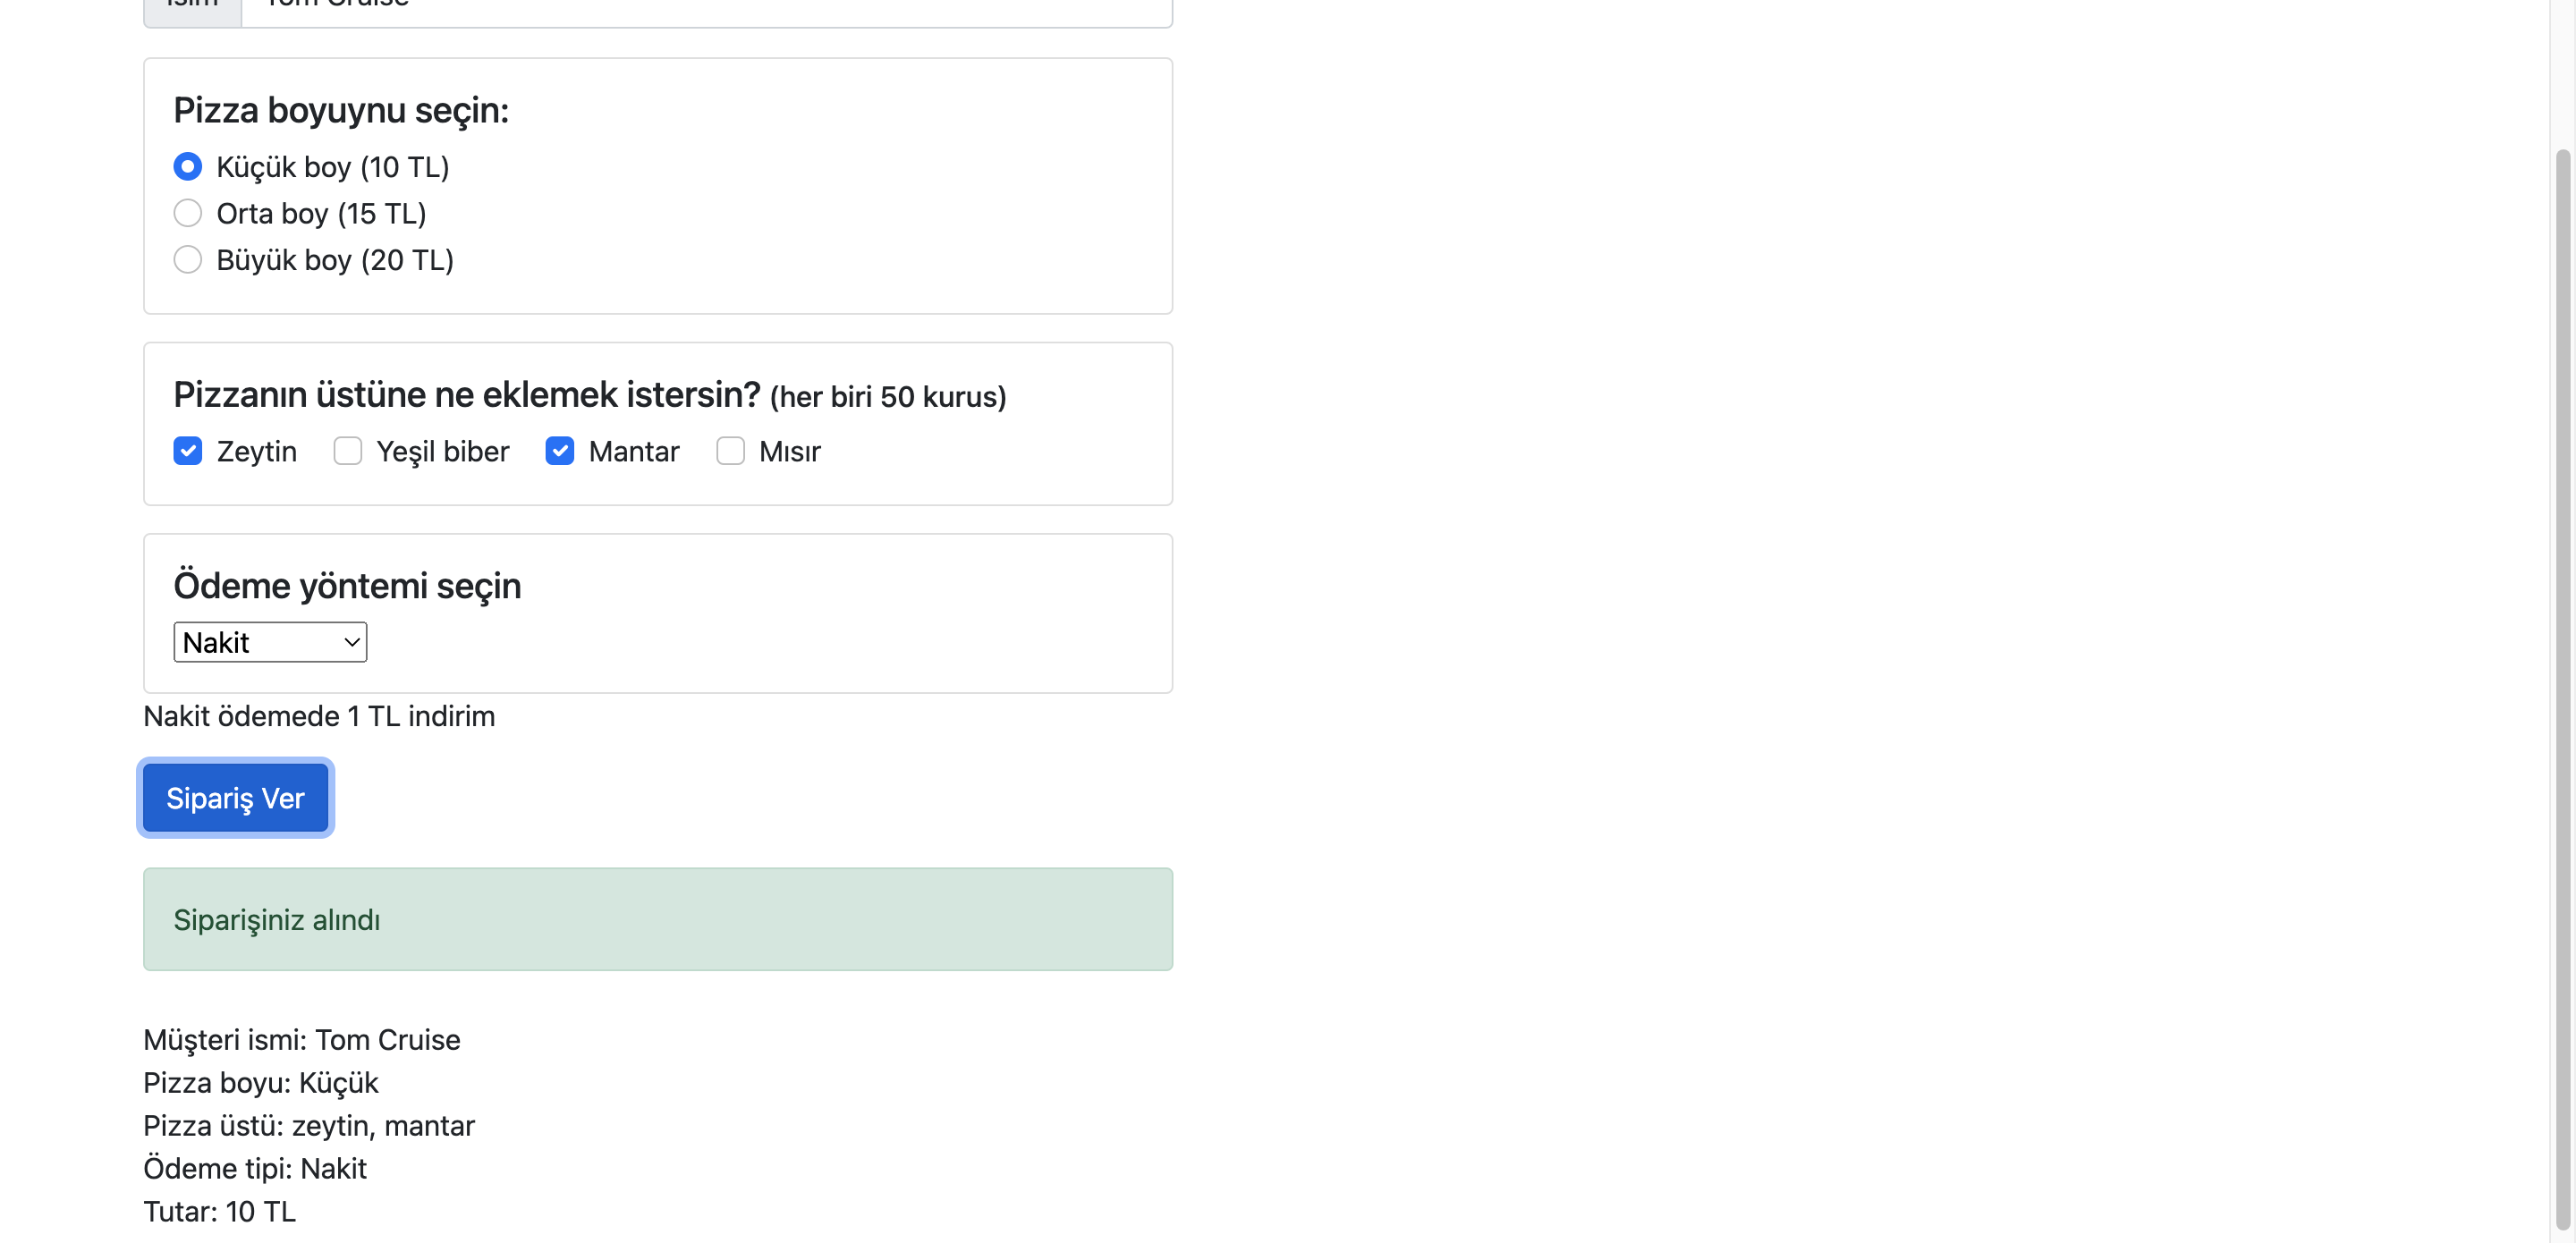 isim Tom Cruise
Pizza boyuynu seçin:
Küçük boy (10 TL)
Orta boy (15 TL)
Büyük boy (20 TL)
Pizzanın üstüne ne eklemek istersin? (her biri 50 kurus)
Zeytin Yeşil biber Mantar Mısır
Ödeme yöntemi seçin
Nakit
Nakit ödemede 1 TL indirim
Sipariş Ver
Siparişiniz alındı
Müşteri ismi: Tom Cruise
Pizza boyu: Küçük
Pizza üstü: zeytin, mantar
Ödeme tipi: Nakit
Tutar: 10 TL